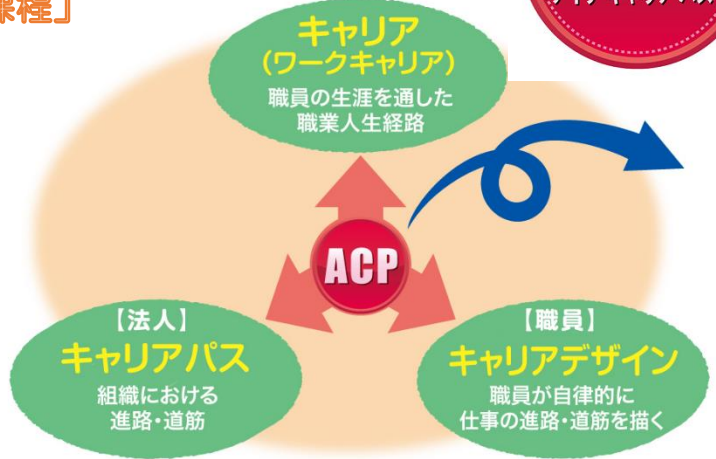 課程」
キャリア
（ワークキャリア）
職員の生涯を通した
職業人生経路
ACP
【法人】
キャリアパス
組織における
進路・道筋
【職員】
キャリアデザイン
職員が自律的に
仕事の進路・道筋を描く